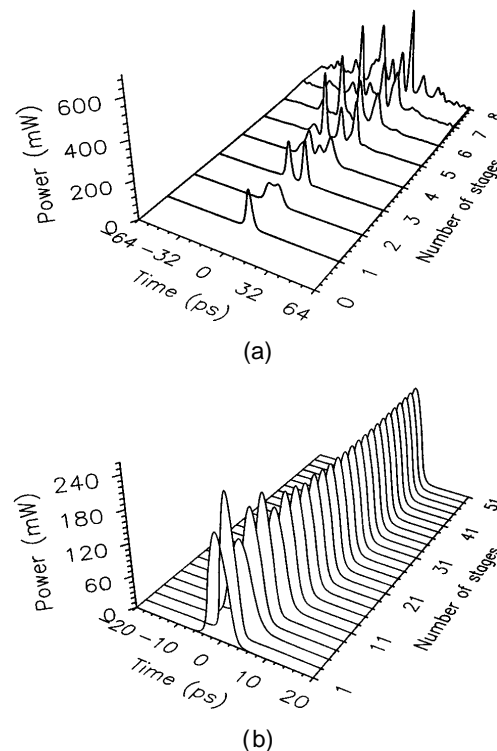 (a)
Power (mW)
600
400
200
0
-64 -32 0 32 64
Time (ps)
0 1 2 3 4 5 6 7 8
Number of stages
(a)
Power (mW)
240
180
120
60
0
-20 -10 0 10 20
Time (ps)
1 11 21 31 41 51
Number of stages
(b)